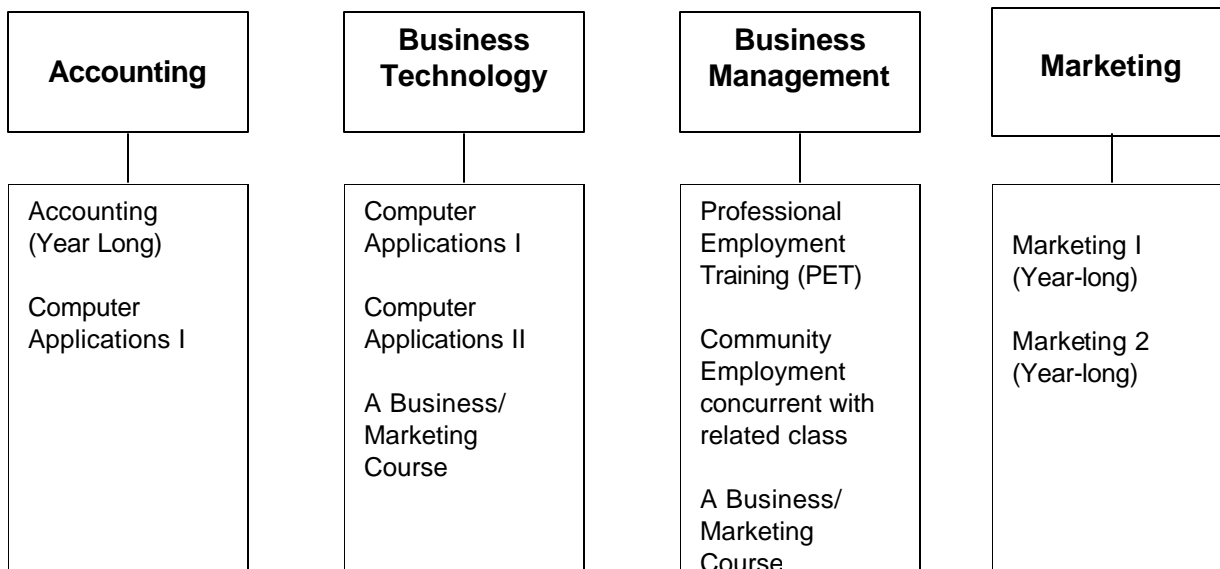 Accounting
Business
Technology
Business
Management
Marketing
Accounting
(Year Long)
Computer
Applications I
Computer
Applications I
Computer
Applications II
A Business/
Marketing
Course
Professional
Employment
Training (PET)
Community
Employment
concurrent with
related class
A Business/
Marketing
Course
Marketing I
(Year-long)
Marketing 2
(Year-long)